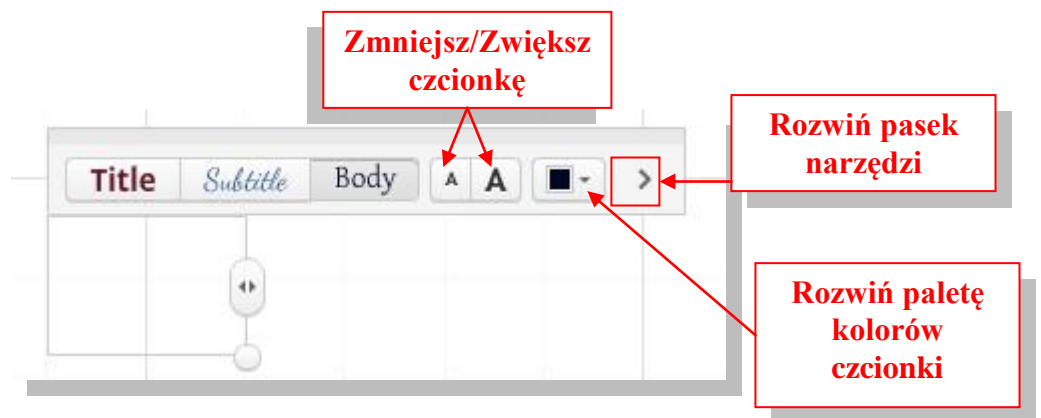 Zmniejsz/Zwiększ
czcionkę
Rozwiń pasek
narzędzi
Title Subtitle Body A A
Rozwiń paletę
kolorów
czcionki